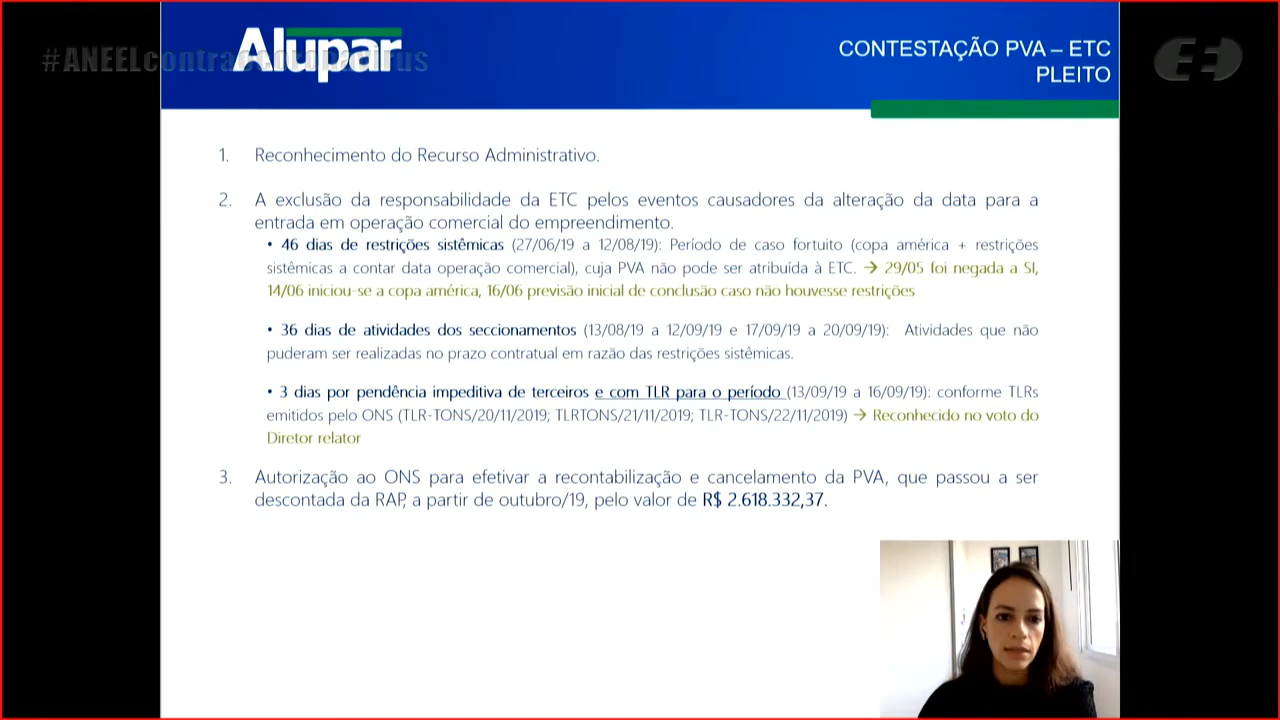 #ANEELcontraocoronavirus
Alupar
CONTESTAÇÃO PVA – ETC
PLEITO
1. Reconhecimento do Recurso Administrativo.
2. A exclusão da responsabilidade da ETC pelos eventos causadores da alteração da data para a
entrada em operação comercial do empreendimento.
• 46 dias de restrições sistêmicas (27/06/19 a 12/08/19): Período de caso fortuito (copa américa + restrições
sistêmicas a contar data operação comercial), cuja PVA não pode ser atribuída à ETC. → 29/05 foi negada a SI,
14/06 iniciou-se a copa américa, 16/06 previsão inicial de conclusão caso não houvesse restrições
• 36 dias de atividades dos seccionamentos (13/08/19 a 12/09/19 e 17/09/19 a 20/09/19): Atividades que não
puderam ser realizadas no prazo contratual em razão das restrições sistêmicas.
• 3 dias por pendência impeditiva de terceiros e com TLR para o período (13/09/19 a 16/09/19): conforme TLRs
emitidos pelo ONS (TLR-TONS/20/11/2019; TLRTONS/21/11/2019; TLR-TONS/22/11/2019) → Reconhecido no voto do
Diretor relator
3. Autorização ao ONS para efetivar a recontabilização e cancelamento da PVA, que passou a ser
descontada da RAP, a partir de outubro/19, pelo valor de R$ 2.618.332,37.